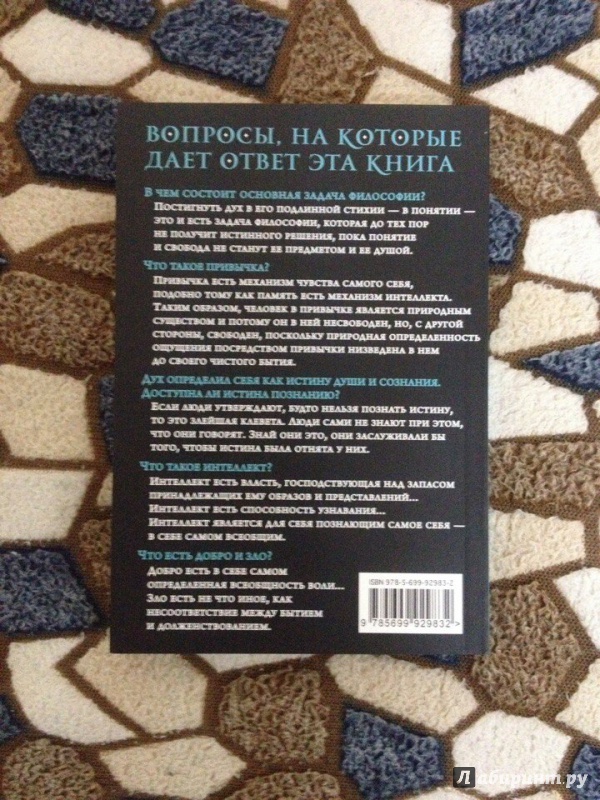 ВОПРОСЫ, НА КОТОРЫЕ
ДАЕТ ОТВЕТ ЭТА КНИГА
В ЧЕМ СОСТОИТ ОСНОВНАЯ ЗАДАЧА ФИЛОСОФИИ?
ПОСТИГНУТЬ ДУХ В ЕГО ПОДЛИННОЙ СТИХИИ — В ПОНЯТИИ —
ЭТО И ЕСТЬ ЗАДАЧА ФИЛОСОФИИ, КОТОРАЯ ДО ТЕХ ПОР
НЕ ПОЛУЧИТ ИСТИННОГО РЕШЕНИЯ, ПОКА ПОНЯТИЕ
И СВОБОДА НЕ СТАНУТ ЕЕ ПРЕДМЕТОМ И ЕЕ ДУШОЙ.
ЧТО ТАКОЕ ПРИВЫЧКА?
ПРИВЫЧКА ЕСТЬ МЕХАНИЗМ ЧУВСТВА САМОГО СЕБЯ,
ПОДОБНО ТОМУ КАК ПАМЯТЬ ЕСТЬ МЕХАНИЗМ ИНТЕЛЛЕКТА.
ТАКИМ ОБРАЗОМ, ЧЕЛОВЕК В ПРИВЫЧКЕ ЯВЛЯЕТСЯ ПРИРОДНЫМ
СУЩЕСТВОМ И ПОТОМУ ОН В НЕЙ НЕСВОБОДЕН, НО, С ДРУГОЙ
СТОРОНЫ, СВОБОДЕН, ПОСКОЛЬКУ ПРИРОДНАЯ ОПРЕДЕЛЕННОСТЬ
ОЩУЩЕНИЯ ПОСРЕДСТВОМ ПРИВЫЧКИ НИЗВЕДЕНА В НЕМ
ДО СВОЕГО ЧИСТОГО БЫТИЯ.
ДУХ ОПРЕДЕЛИЛ СЕБЯ КАК ИСТИНУ ДУШИ И СОЗНАНИЯ.
ДОСТУПНА ЛИ ИСТИНА ПОЗНАНИЮ?
ЕСЛИ ЛЮДИ УТВЕРЖДАЮТ, БУДТО НЕЛЬЗЯ ПОЗНАТЬ ИСТИНУ,
ТО ЭТО ЗЛЕЙШАЯ КЛЕВЕТА. ЛЮДИ САМИ НЕ ЗНАЮТ ПРИ ЭТОМ,
ЧТО ОНИ ГОВОРЯТ. ЗНАЙ ОНИ ЭТО, ОНИ ЗАСЛУЖИВАЛИ БЫ
ТОГО, ЧТОБЫ ИСТИНА БЫЛА ОТНЯТА У НИХ.
ЧТО ТАКОЕ ИНТЕЛЛЕКТ?
ИНТЕЛЛЕКТ ЕСТЬ ВЛАСТЬ, ГОСПОДСТВУЮЩАЯ НАД ЗАПАСОМ
ПРИНАДЛЕЖАЩИХ ЕМУ ОБРАЗОВ И ПРЕДСТАВЛЕНИЙ...
ИНТЕЛЛЕКТ ЕСТЬ СПОСОБНОСТЬ УЗНАВАНИЯ...
ИНТЕЛЛЕКТ ЯВЛЯЕТСЯ ДЛЯ СЕБЯ ПОЗНАЮЩИМ САМОЕ СЕБЯ —
В СЕБЕ САМОМ ВСЕОБЩИМ.
ЧТО ЕСТЬ ДОБРО И ЗЛО?
ДОБРО ЕСТЬ В СЕБЕ САМОМ
ОПРЕДЕЛЕННАЯ ВСЕОБЩНОСТЬ ВОЛИ...
ЗЛО ЕСТЬ НЕ ЧТО ИНОЕ, КАК
НЕСООТВЕТСТВИЕ МЕЖДУ БЫТИЕМ
И ДОЛЖЕНСТВОВАНИЕМ.
ISBN 978-5-699-92983-2
9 785699 929832 >
Лабиринт.ру